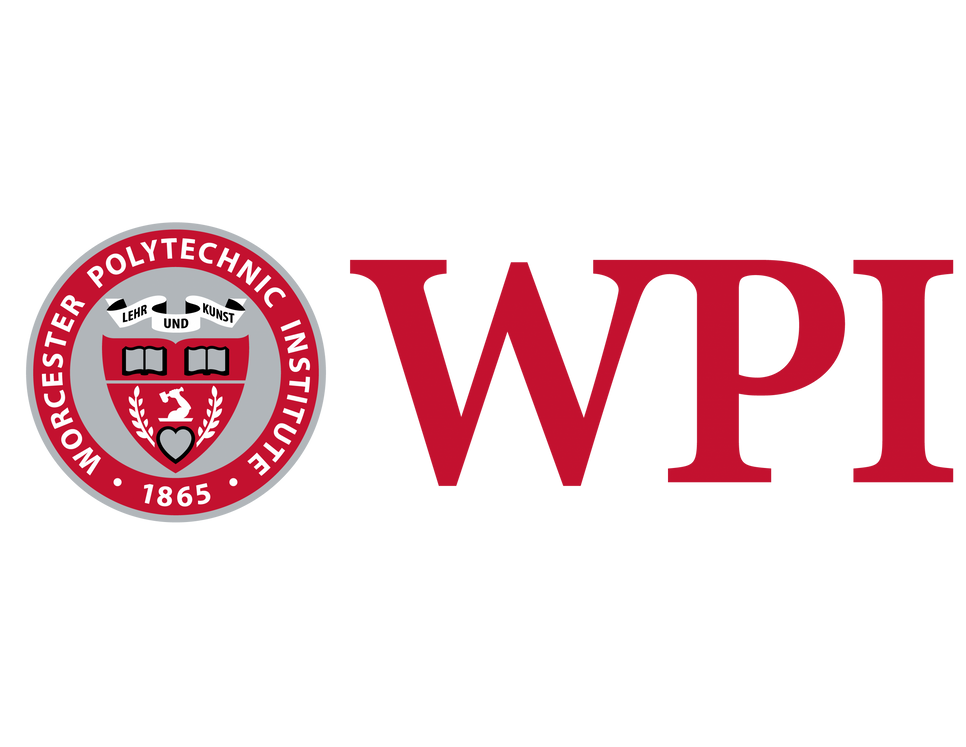 WORCESTER POLYTECHNIC INSTITUTE
LEHR UND KUNST
· 1865 ·
WPI